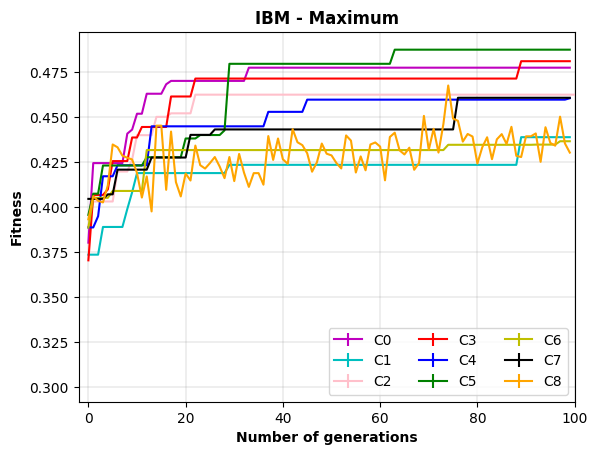 IBM - Maximum
Fitness
0.475
0.450
0.425
0.400
0.375
0.350
0.325
0.300
C0 C3 C6
C1 C4 C7
C2 C5 C8
0 20 40 60 80 100
Number of generations